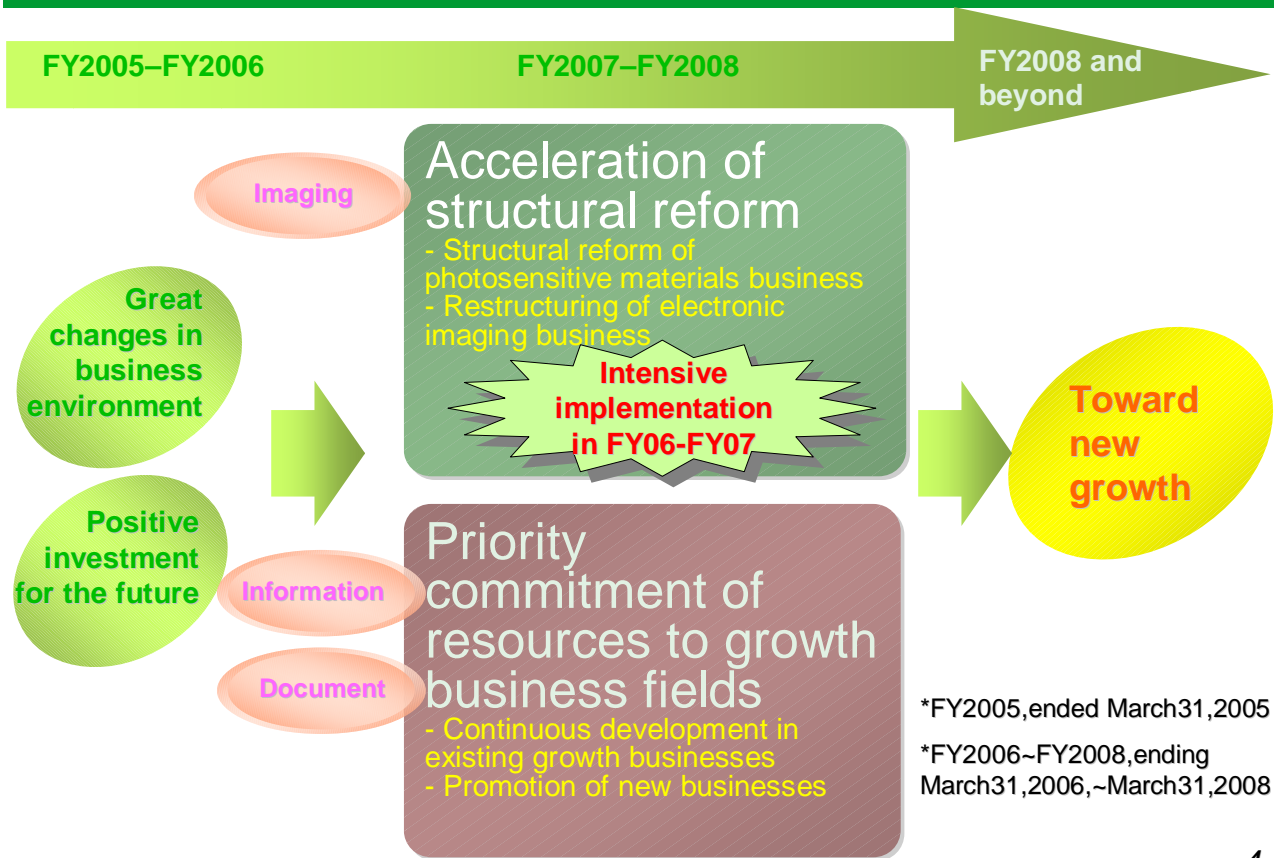 FY2005–FY2006
FY2007–FY2008
FY2008 and
beyond
Great
changes in
business
environment
Positive
investment
for the future
Imaging
Acceleration of
structural reform
- Structural reform of
photosensitive materials business
- Restructuring of electronic
imaging business
Intensive
implementation
in FY06-FY07
Information
Document
Priority
commitment of
resources to growth
business fields
- Continuous development in
existing growth businesses
- Promotion of new businesses
Toward
new
growth
*FY2005,ended March31,2005
*FY2006~FY2008,ending
March31,2006,~March31,2008